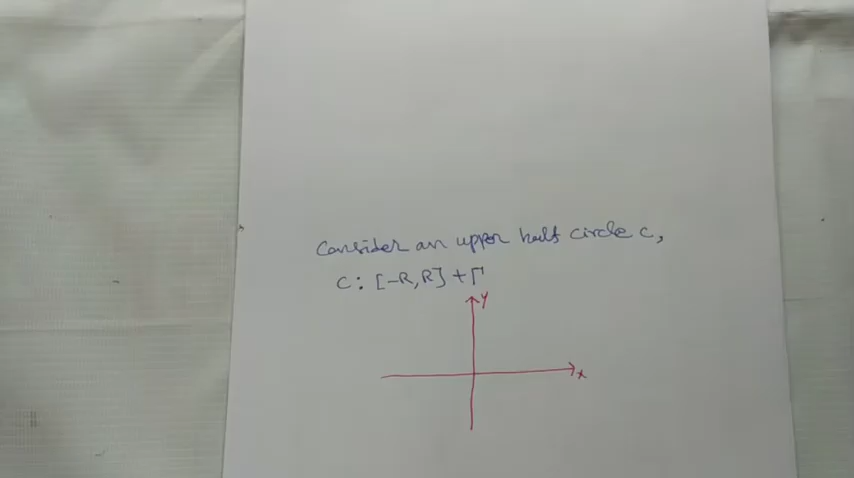 Consider an upper half circle C,
C: [-R, R] + Γ
y
x